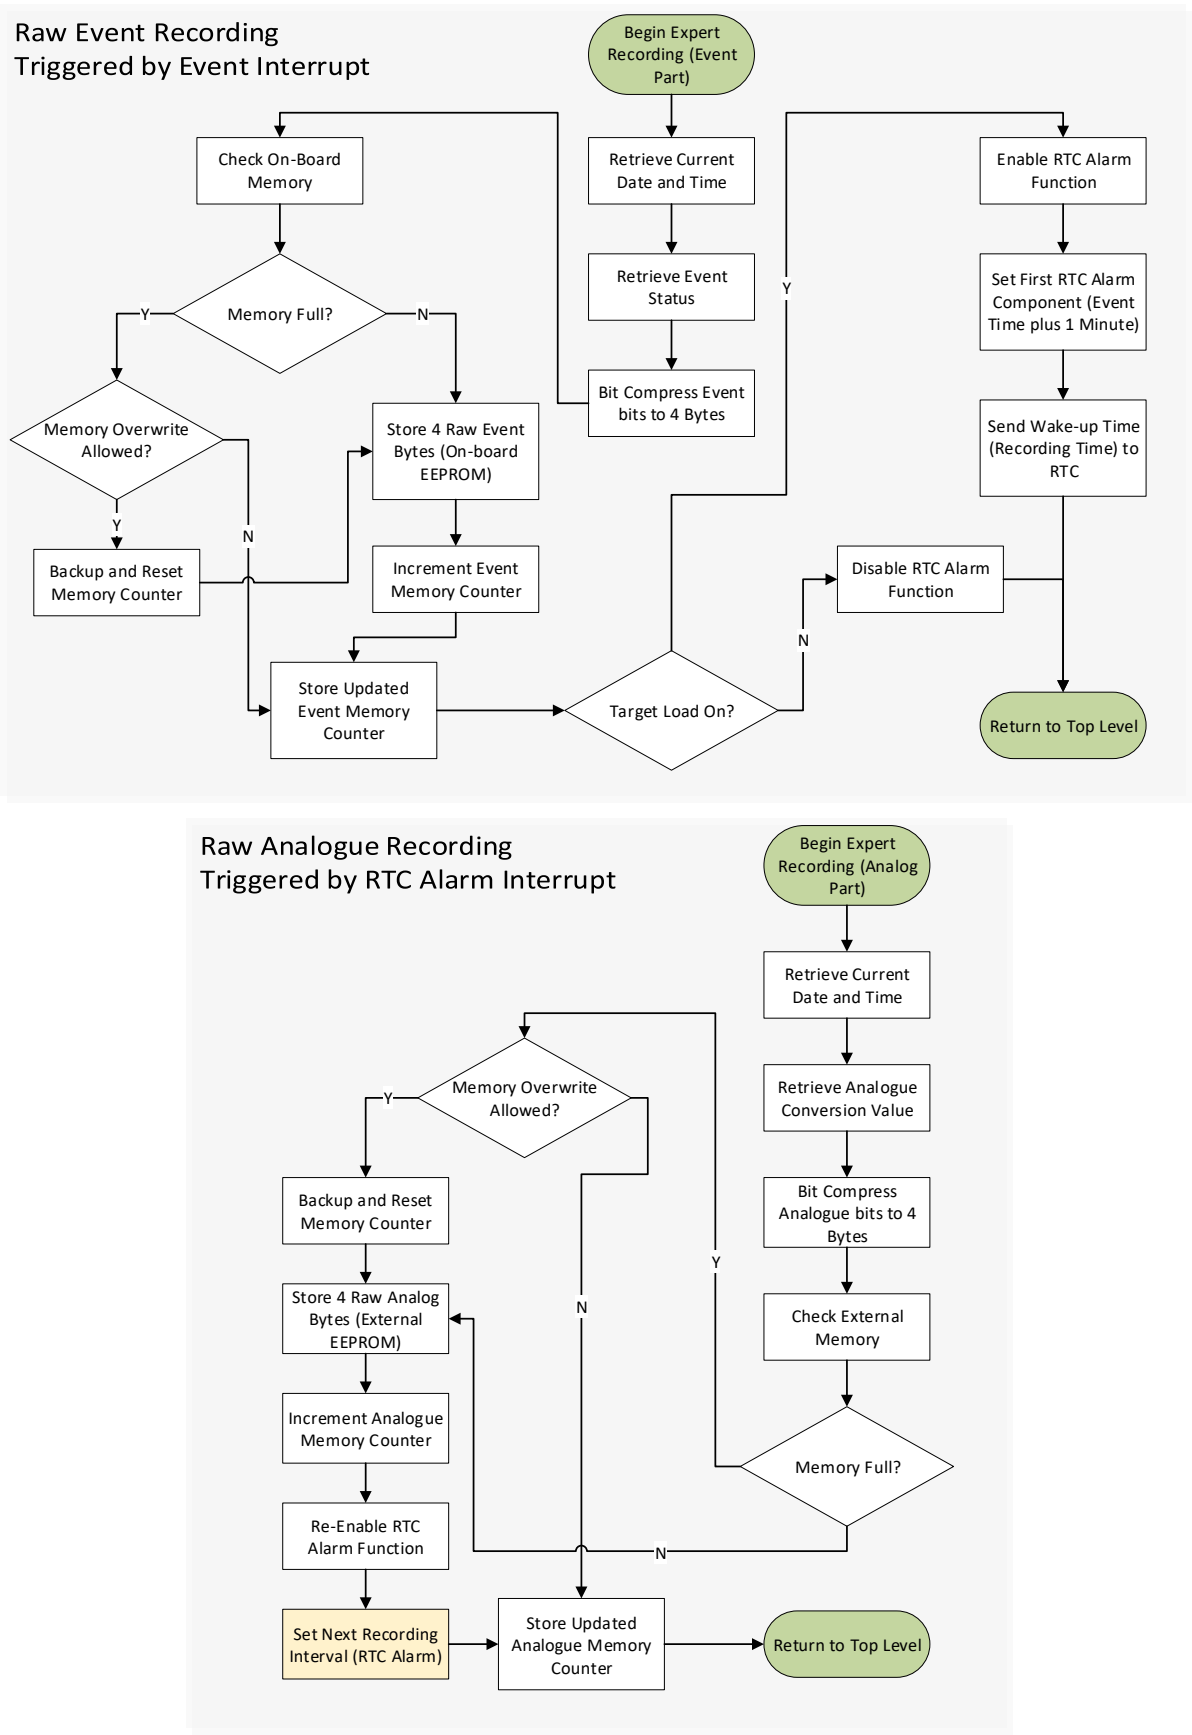 Raw Event Recording
Triggered by Event Interrupt
Begin Expert
Recording (Event
Part)
Check On-Board
Memory
Retrieve Current
Date and Time
Enable RTC Alarm
Function
Retrieve Event
Status
Set First RTC Alarm
Component (Event
Time plus 1 Minute)
Y
Memory Full?
N
Y
Bit Compress Event
bits to 4 Bytes
Memory Overwrite
Allowed?
Store 4 Raw Event
Bytes (On-board
EEPROM)
Send Wake-up Time
(Recording Time) to
RTC
Y
N
Backup and Reset
Memory Counter
Increment Event
Memory Counter
Disable RTC Alarm
Function
N
Store Updated
Event Memory
Counter
Target Load On?
Return to Top Level
Raw Analogue Recording
Triggered by RTC Alarm Interrupt
Begin Expert
Recording (Analog
Part)
Retrieve Current
Date and Time
Memory Overwrite
Allowed?
Y
Retrieve Analogue
Conversion Value
Backup and Reset
Memory Counter
Bit Compress
Analogue bits to 4
Bytes
Y
Store 4 Raw Analog
Bytes (External
EEPROM)
N
Check External
Memory
Increment Analogue
Memory Counter
Memory Full?
Re-Enable RTC
Alarm Function
N
Set Next Recording
Interval (RTC Alarm)
Store Updated
Analogue Memory
Counter
Return to Top Level